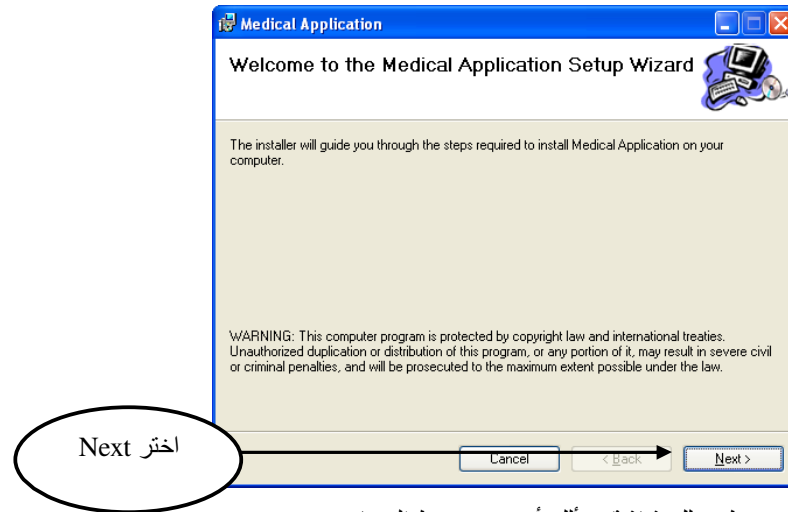 Medical Application
Welcome to the Medical Application Setup Wizard
The installer will guide you through the steps required to install Medical Application on your
computer.
WARNING: This computer program is protected by copyright law and international treaties.
Unauthorized duplication or distribution of this program, or any portion of it, may result in severe civil
or criminal penalties, and will be prosecuted to the maximum extent possible under the law.
اختر Next
Cancel
< Back
Next >